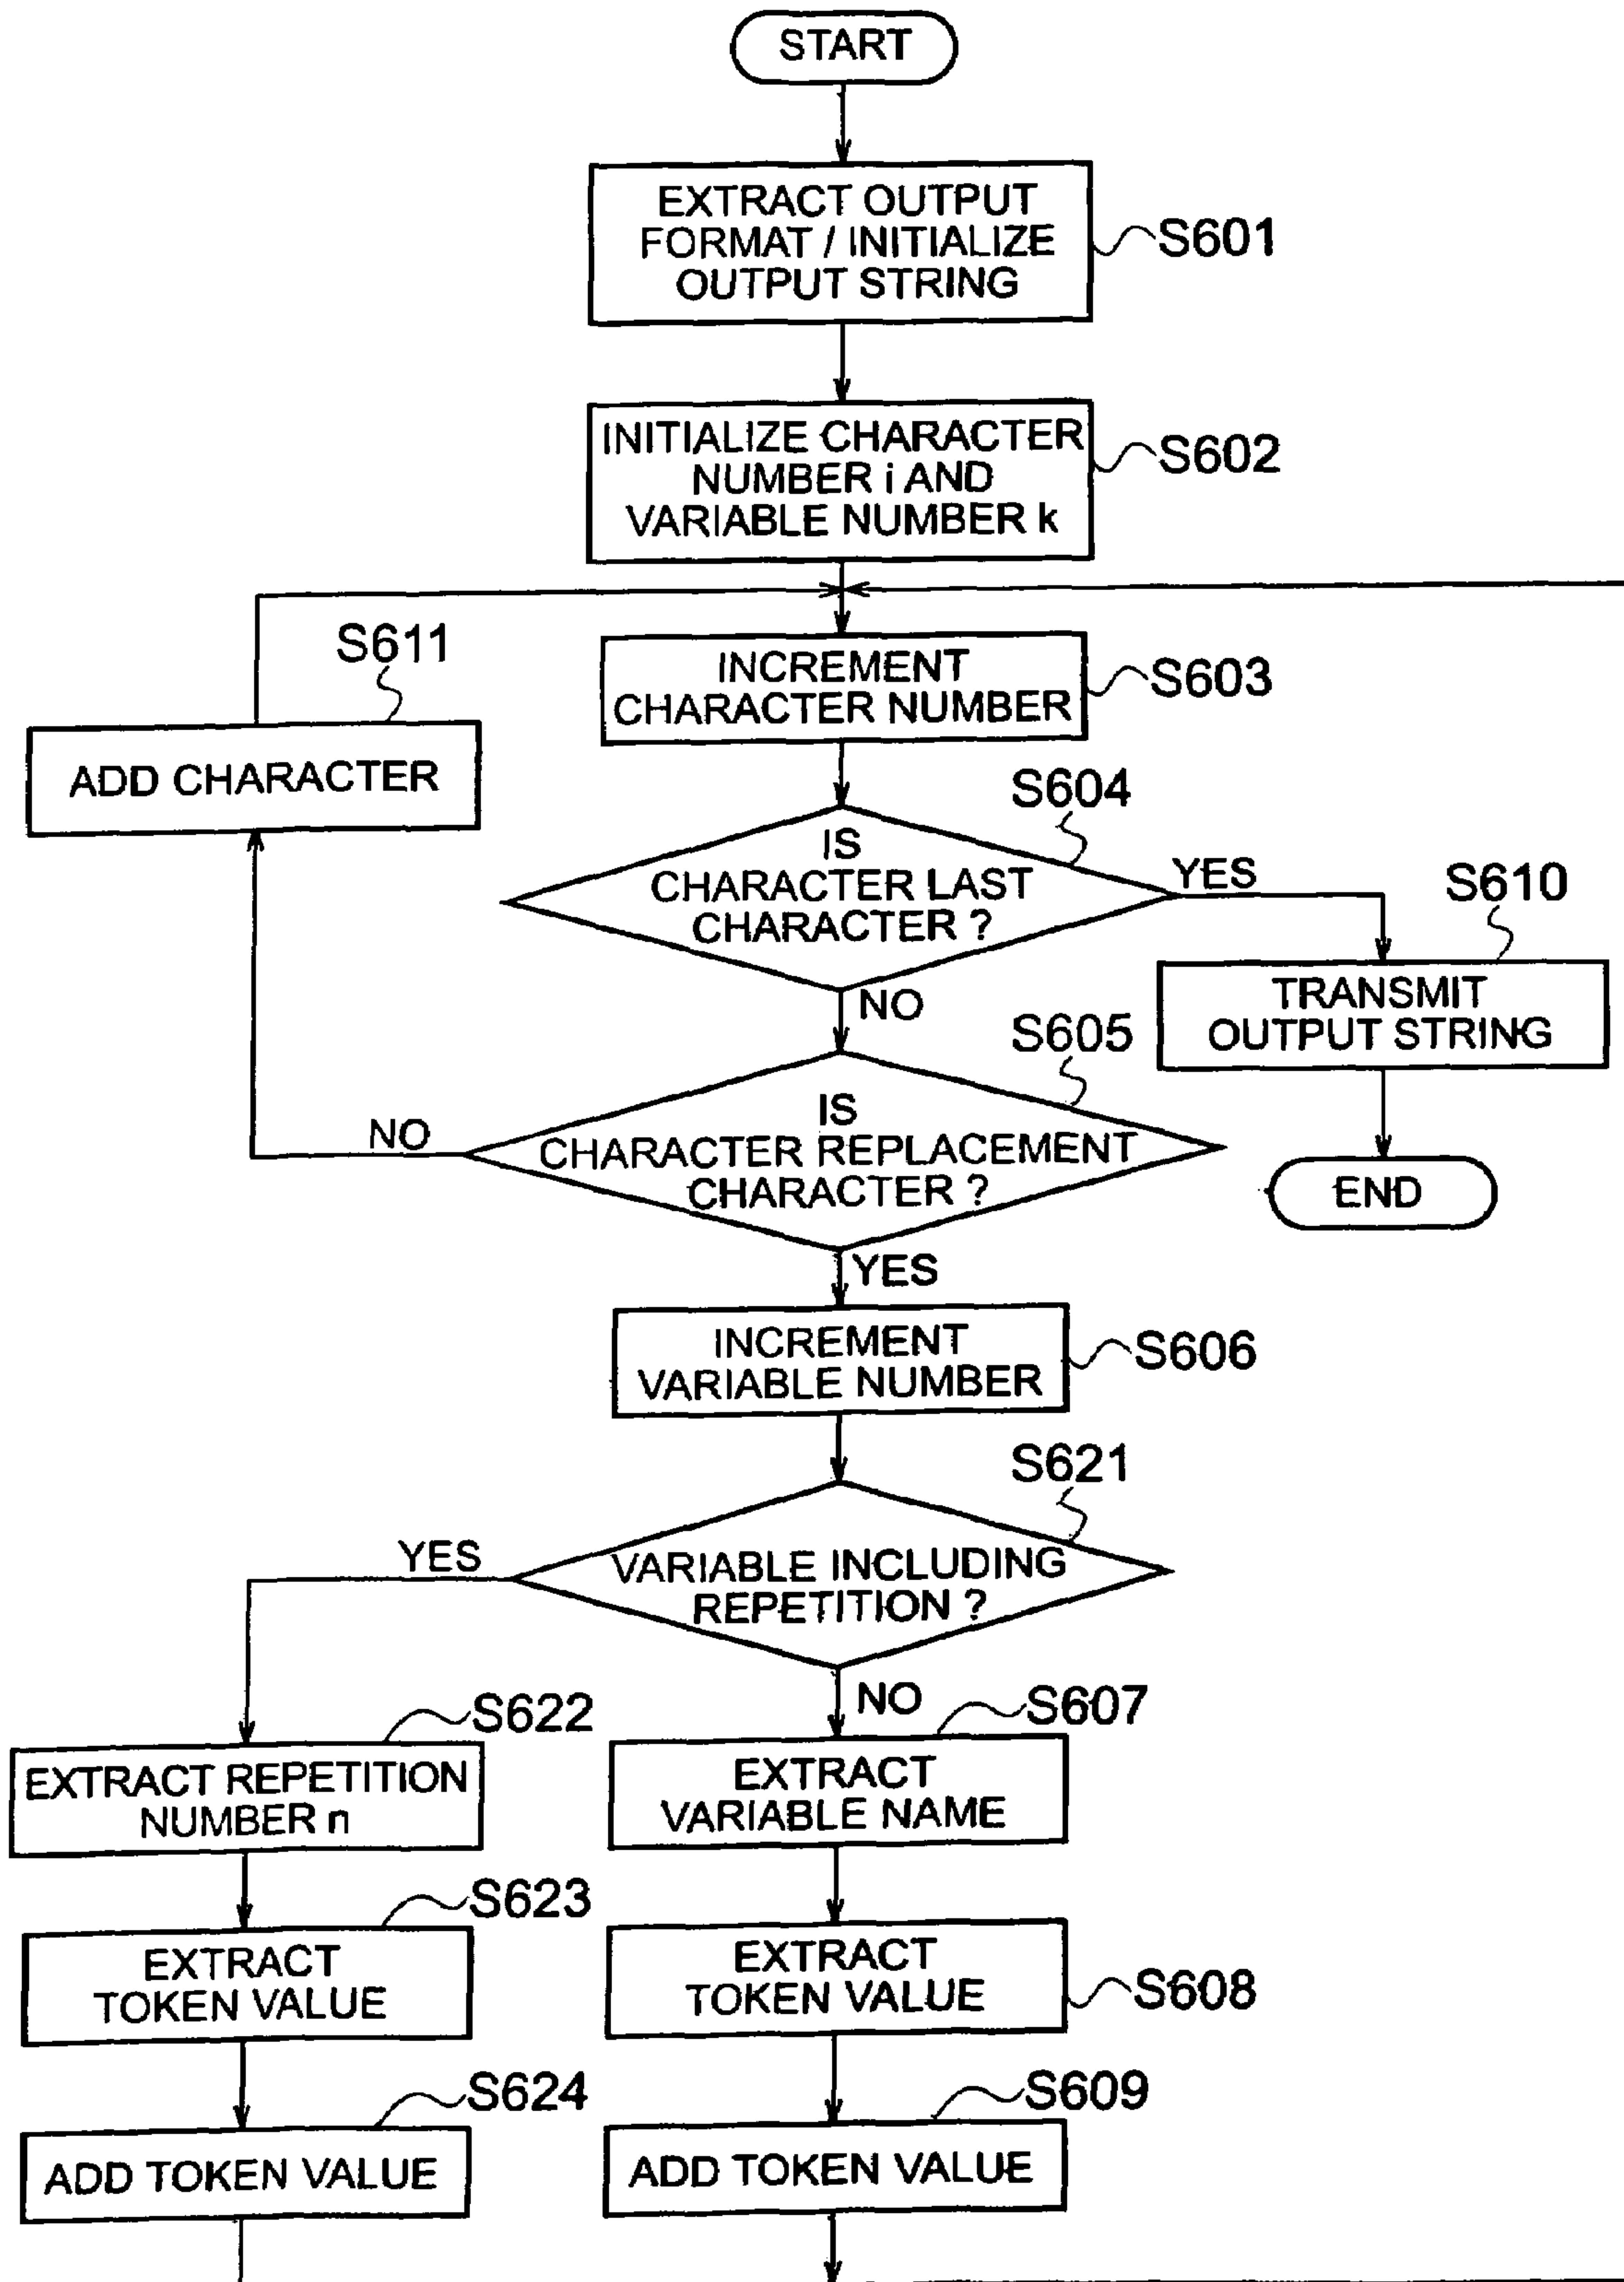 START
EXTRACT OUTPUT
FORMAT / INITIALIZE
OUTPUT STRING
S601
INITIALIZE CHARACTER
NUMBER i AND
VARIABLE NUMBER k
S602
S611
ADD CHARACTER
INCREMENT
CHARACTER NUMBER
S603
S604
IS
CHARACTER LAST
CHARACTER ?
YES
NO
S610
TRANSMIT
OUTPUT STRING
END
S605
IS
CHARACTER REPLACEMENT
CHARACTER ?
NO
YES
INCREMENT
VARIABLE NUMBER
S606
S621
VARIABLE INCLUDING
REPETITION ?
YES
NO
S622
EXTRACT REPETITION
NUMBER n
S607
EXTRACT
VARIABLE NAME
S623
EXTRACT
TOKEN VALUE
EXTRACT
TOKEN VALUE
S608
S624
ADD TOKEN VALUE
S609
ADD TOKEN VALUE